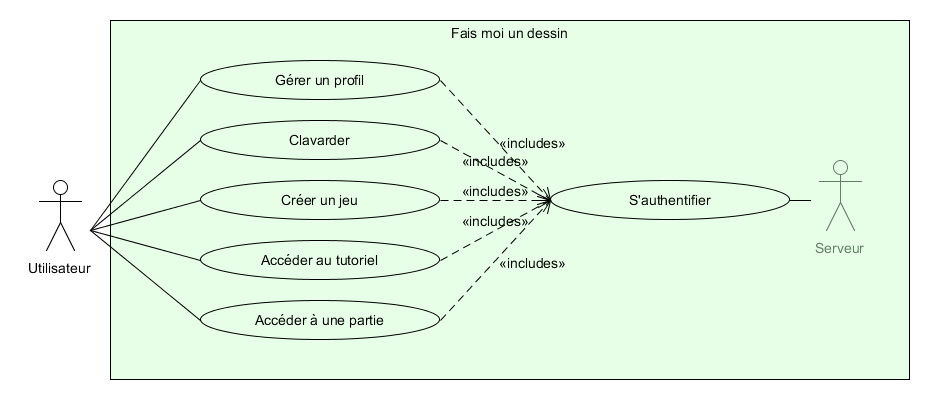 Fais moi un dessin
Gérer un profil
«includes»
Clavarder
«includes»
Créer un jeu
«includes»
S'authentifier
«includes»
Accéder au tutoriel
«includes»
Accéder à une partie
Utilisateur
Serveur